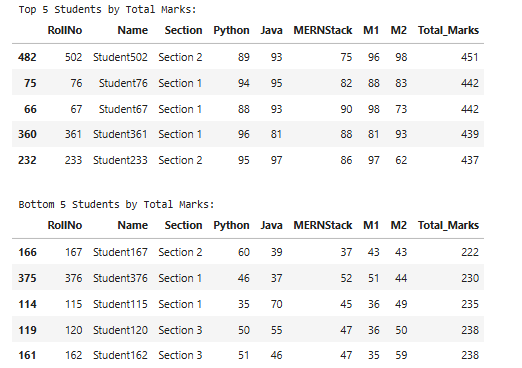 Top 5 Students by Total Marks:
RollNo Name Section Python Java MERNStack M1 M2 Total_Marks
482 502 Student502 Section 2 89 93 75 96 98 451
75 76 Student76 Section 1 94 95 82 88 83 442
66 67 Student67 Section 1 88 93 90 98 73 442
360 361 Student361 Section 1 96 81 88 81 93 439
232 233 Student233 Section 2 95 97 86 97 62 437
Bottom 5 Students by Total Marks:
RollNo Name Section Python Java MERNStack M1 M2 Total_Marks
166 167 Student167 Section 2 60 39 37 43 43 222
375 376 Student376 Section 1 46 37 52 51 44 230
114 115 Student115 Section 1 35 70 45 36 49 235
119 120 Student120 Section 3 50 55 47 36 50 238
161 162 Student162 Section 3 51 46 47 35 59 238